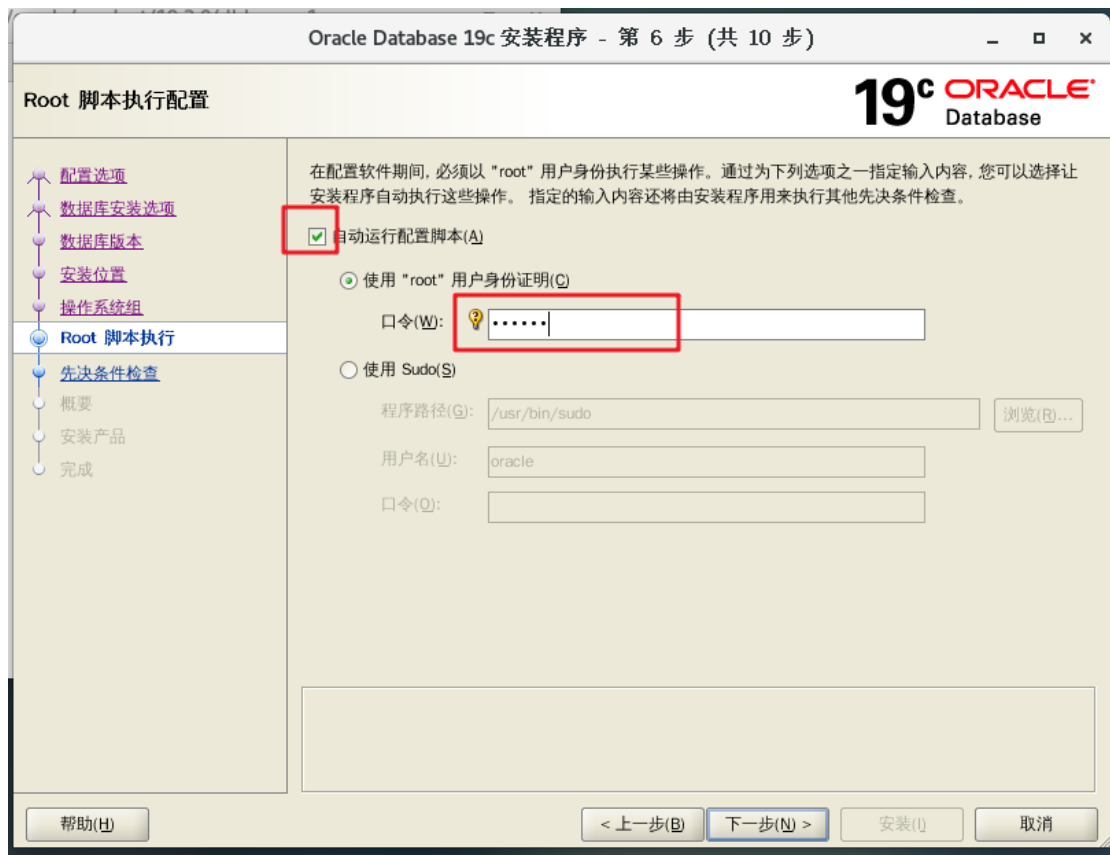 Oracle Database 19c 安装程序 - 第 6 步 (共 10 步)
Root 脚本执行配置
19c ORACLE
Database
配置选项
数据库安装选项
数据库版本
安装位置
操作系统组
Root 脚本执行
先决条件检查
概要
安装产品
完成
在配置软件期间, 必须以 "root" 用户身份执行某些操作。通过为下列选项之一指定输入内容, 您可以选择让
安装程序自动执行这些操作。 指定的输入内容还将由安装程序用来执行其他先决条件检查。
自动运行配置脚本(A)
使用 "root" 用户身份证明(C)
口令(W): ••••••
使用 Sudo(S)
程序路径(G): /usr/bin/sudo 浏览(R)...
用户名(U): oracle
口令(O):
帮助(H) < 上一步(B) 下一步(N) > 安装(I) 取消